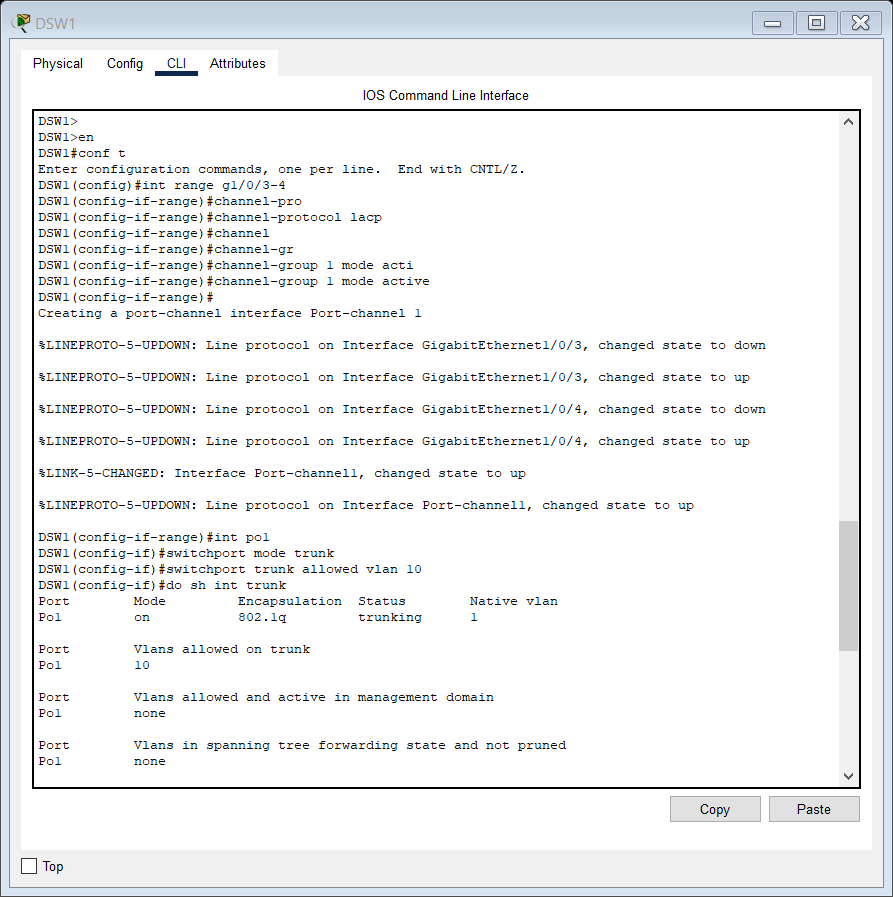 DSW1
Physical Config CLI Attributes
IOS Command Line Interface
DSW1>
DSW1>en
DSW1#conf t
Enter configuration commands, one per line.  End with CNTL/Z.
DSW1(config)#int range g1/0/3-4
DSW1(config-if-range)#channel-pro
DSW1(config-if-range)#channel-protocol lacp
DSW1(config-if-range)#channel
DSW1(config-if-range)#channel-gr
DSW1(config-if-range)#channel-group 1 mode acti
DSW1(config-if-range)#channel-group 1 mode active
DSW1(config-if-range)#
Creating a port-channel interface Port-channel 1
%LINEPROTO-5-UPDOWN: Line protocol on Interface GigabitEthernet1/0/3, changed state to down
%LINEPROTO-5-UPDOWN: Line protocol on Interface GigabitEthernet1/0/3, changed state to up
%LINEPROTO-5-UPDOWN: Line protocol on Interface GigabitEthernet1/0/4, changed state to down
%LINEPROTO-5-UPDOWN: Line protocol on Interface GigabitEthernet1/0/4, changed state to up
%LINK-5-CHANGED: Interface Port-channel1, changed state to up
%LINEPROTO-5-UPDOWN: Line protocol on Interface Port-channel1, changed state to up
DSW1(config-if-range)#int po1
DSW1(config-if)#switchport mode trunk
DSW1(config-if)#switchport trunk allowed vlan 10
DSW1(config-if)#do sh int trunk
Port        Mode         Encapsulation  Status        Native vlan
Po1         on           802.1q         trunking      1
Port        Vlans allowed on trunk
Po1         10
Port        Vlans allowed and active in management domain
Po1         none
Port        Vlans in spanning tree forwarding state and not pruned
Po1         none
Copy Paste
Top